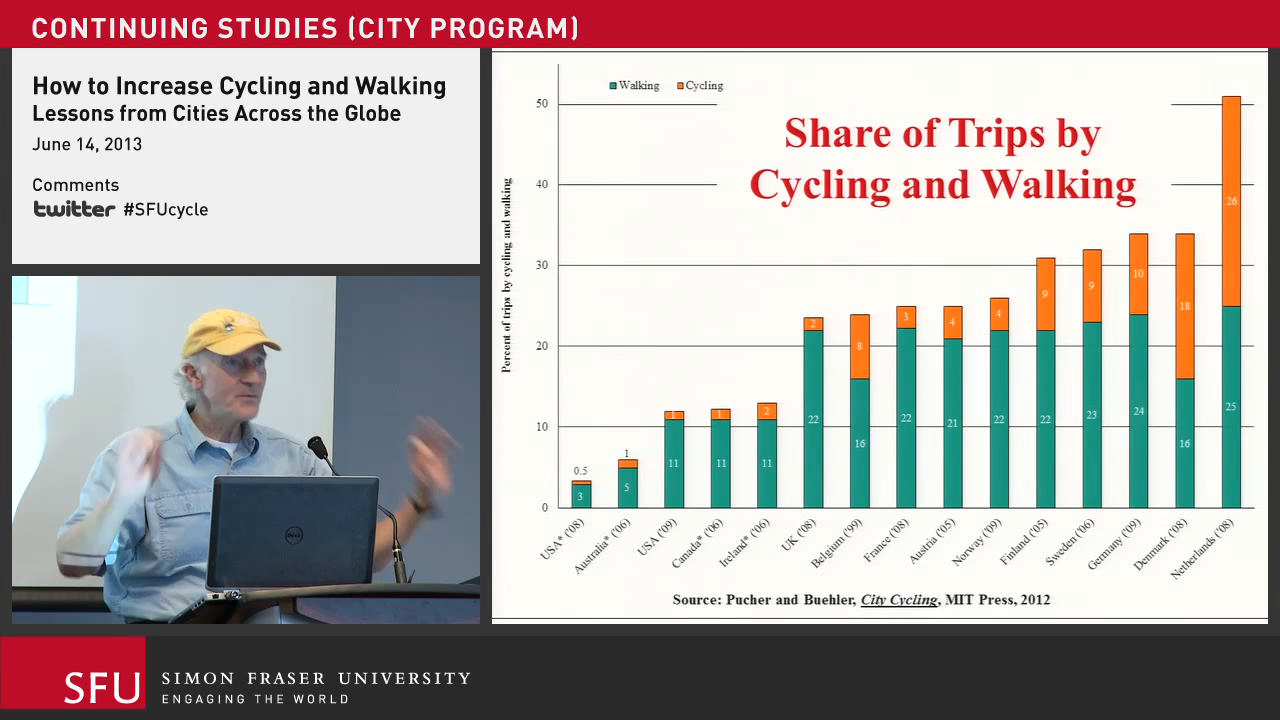 CONTINUING STUDIES (CITY PROGRAM)
How to Increase Cycling and Walking
Lessons from Cities Across the Globe
June 14, 2013
Comments
twitter #SFUcycle
Walking Cycling
Share of Trips by
Cycling and Walking
Percent of trips by cycling and walking
50
40
30
20
10
0
0.5
3
1
5
1
11
1
11
2
11
2
22
8
16
3
22
4
21
4
22
9
22
9
23
10
24
18
16
26
25
USA* ('08)
Australia* ('06)
USA ('09)
Canada* ('06)
Ireland* ('06)
UK ('08)
Belgium ('99)
France ('08)
Austria ('05)
Norway ('09)
Finland ('05)
Sweden ('06)
Germany ('09)
Denmark ('08)
Netherlands ('08)
Source: Pucher and Buehler, City Cycling, MIT Press, 2012
DELL
SFU
SIMON FRASER UNIVERSITY
ENGAGING THE WORLD